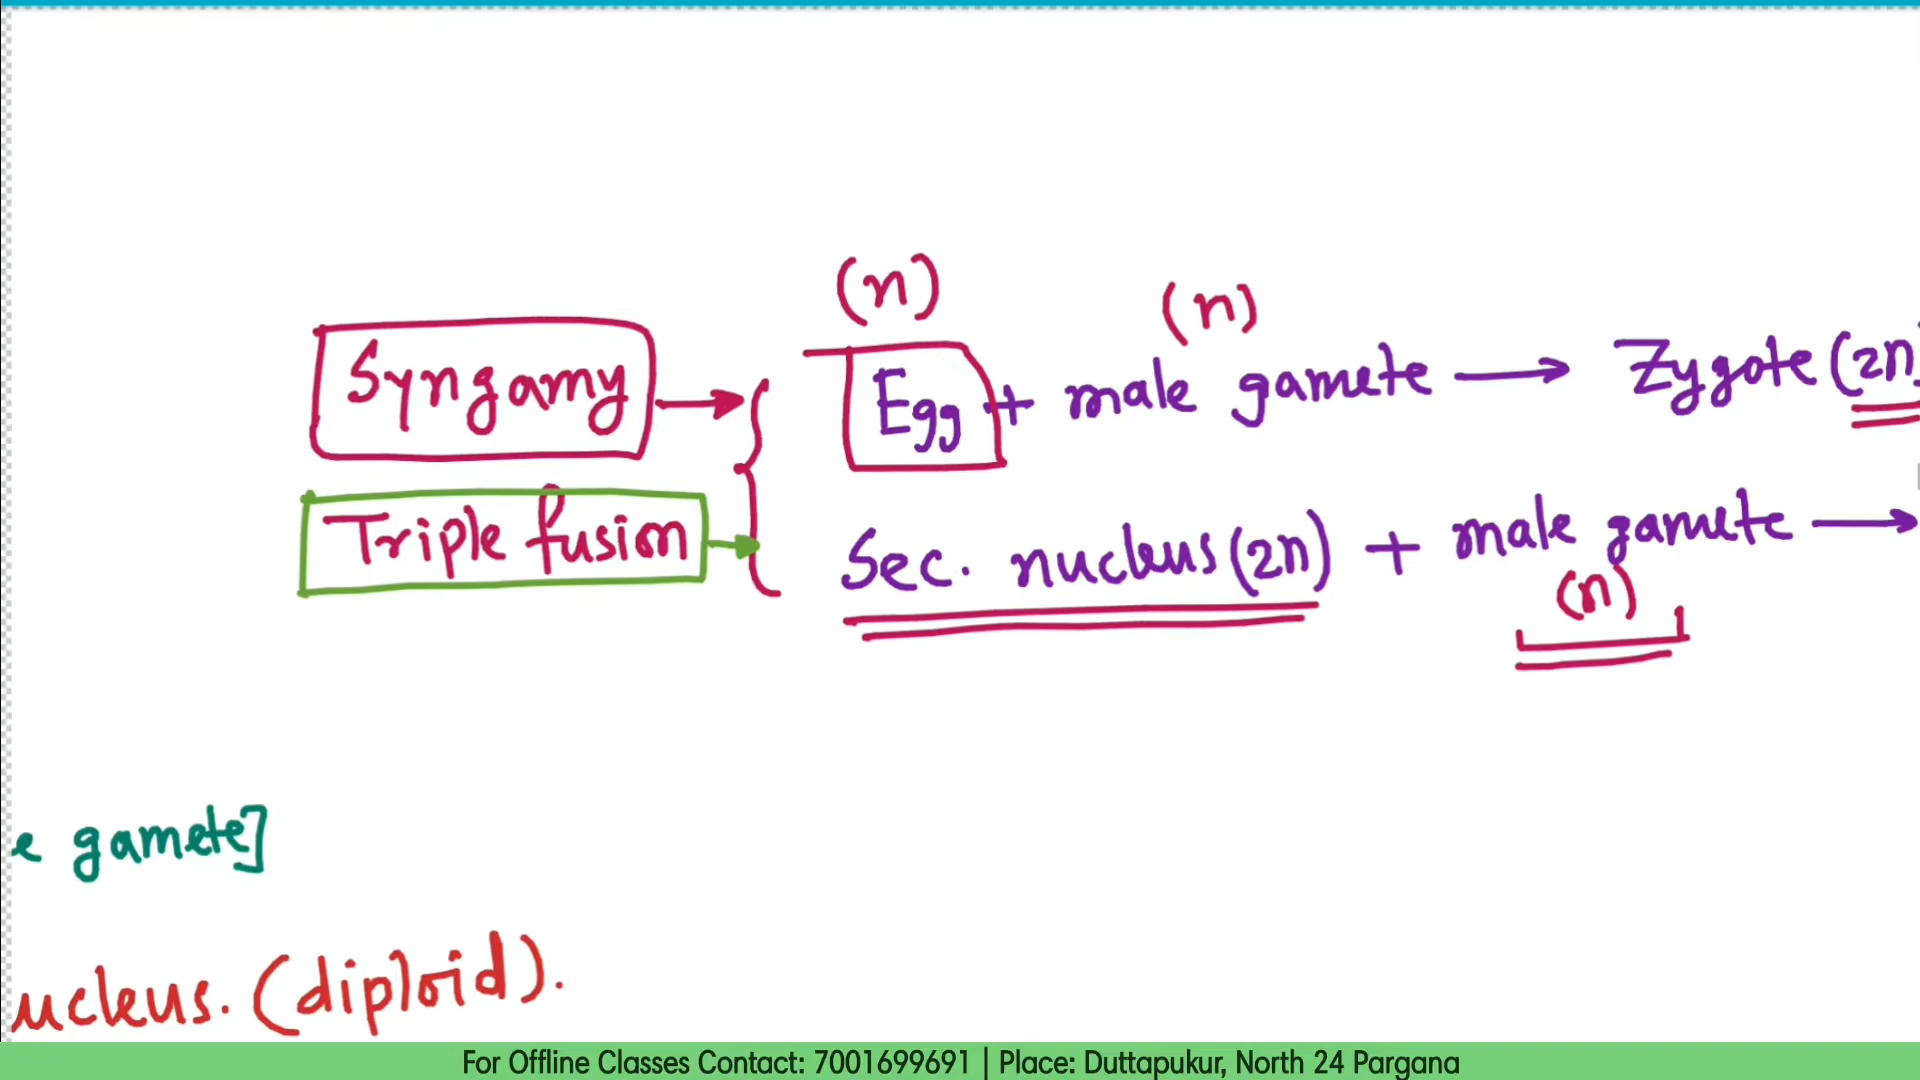 (n) (n)
Syngamy → Egg + male gamete → Zygote (2n)
Triple fusion → Sec. nucleus (2n) + male gamete →
(n)
e gamete]
ucleus. (diploid).
For Offline Classes Contact: 7001699691 | Place: Duttapukur, North 24 Pargana